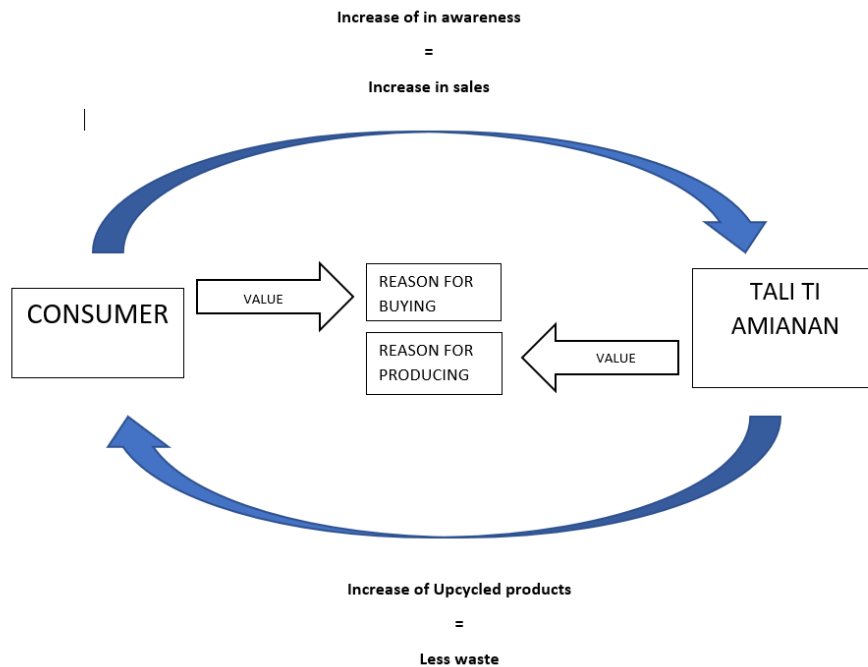 Increase of in awareness
=
Increase in sales
CONSUMER
VALUE
REASON FOR
BUYING
REASON FOR
PRODUCING
VALUE
TALI TI
AMIANAN
Increase of Upcycled products
=
Less waste